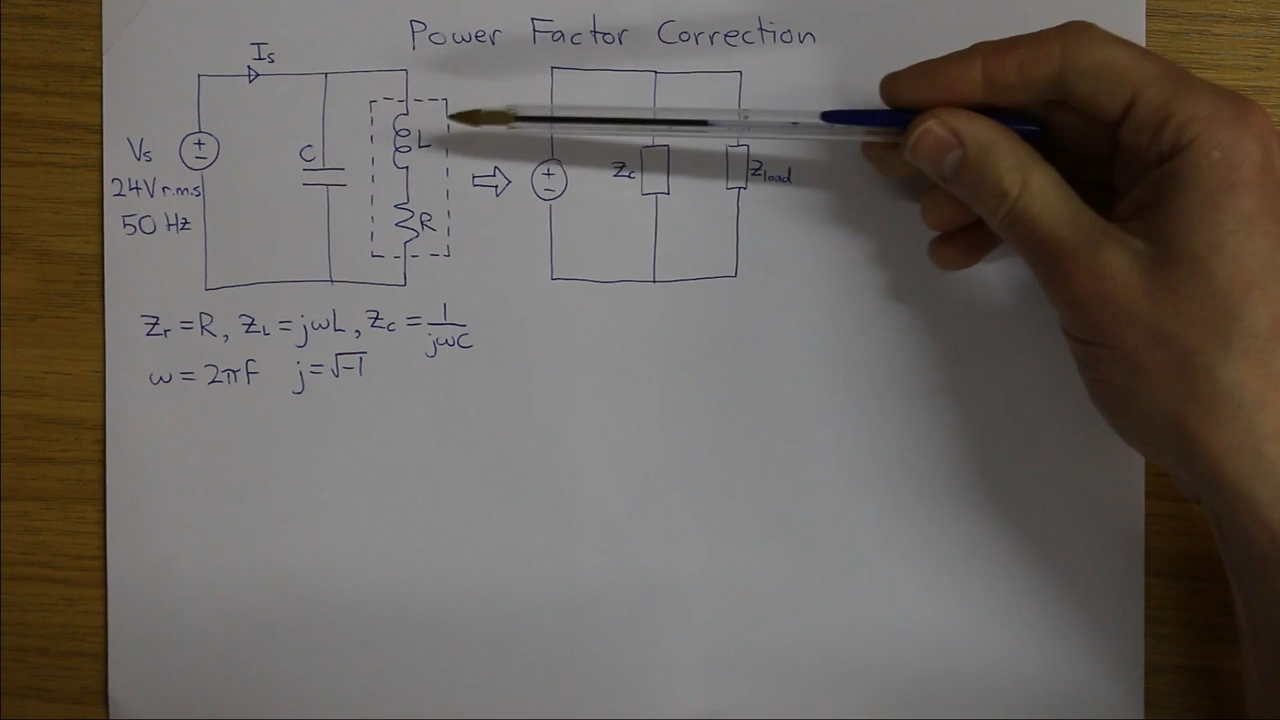 Power Factor Correction
Is
Vs
24V r.m.s
50 Hz
+
−
C
L
R
⇨
+
−
Zc
Zload
Zr = R, ZL = jωL, Zc = 1/jωC
ω = 2πf j = √-1